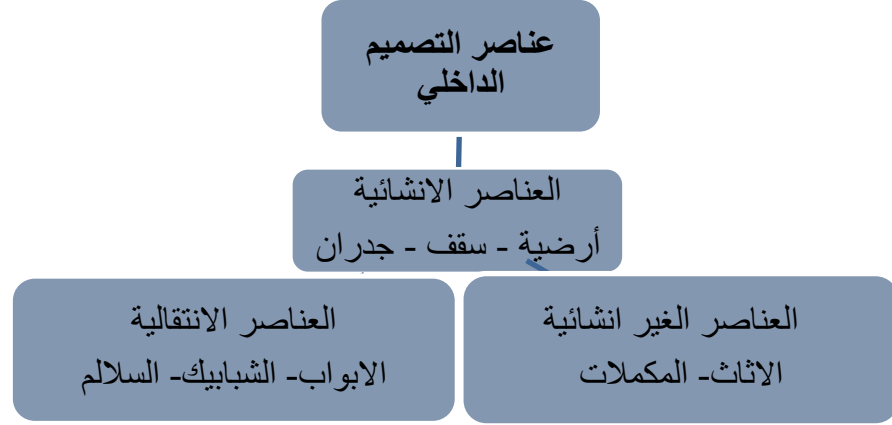 عناصر التصميم
الداخلي
العناصر الانشائية
أرضية - سقف - جدران
العناصر الغير انشائية
الاثاث- المكملات
العناصر الانتقالية
الابواب- الشبابيك- السلالم